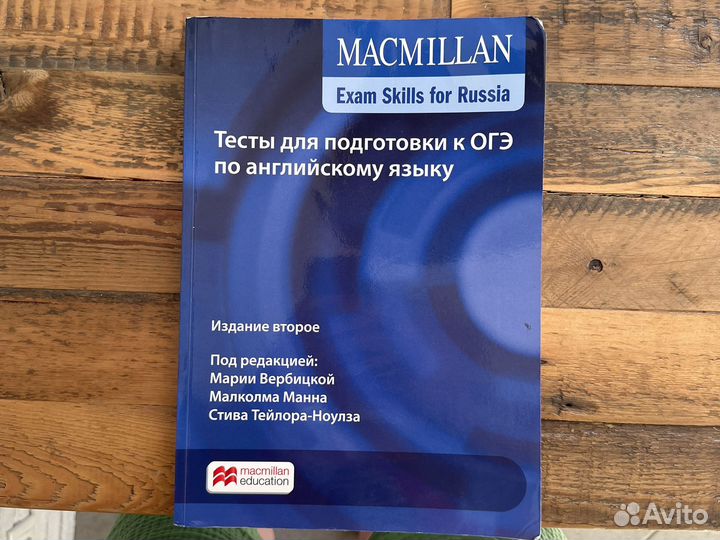 MACMILLAN
Exam Skills for Russia
Тесты для подготовки к ОГЭ
по английскому языку
Издание второе
Под редакцией:
Марии Вербицкой
Малколма Манна
Стива Тейлора-Ноулза
macmillan
education
Avito